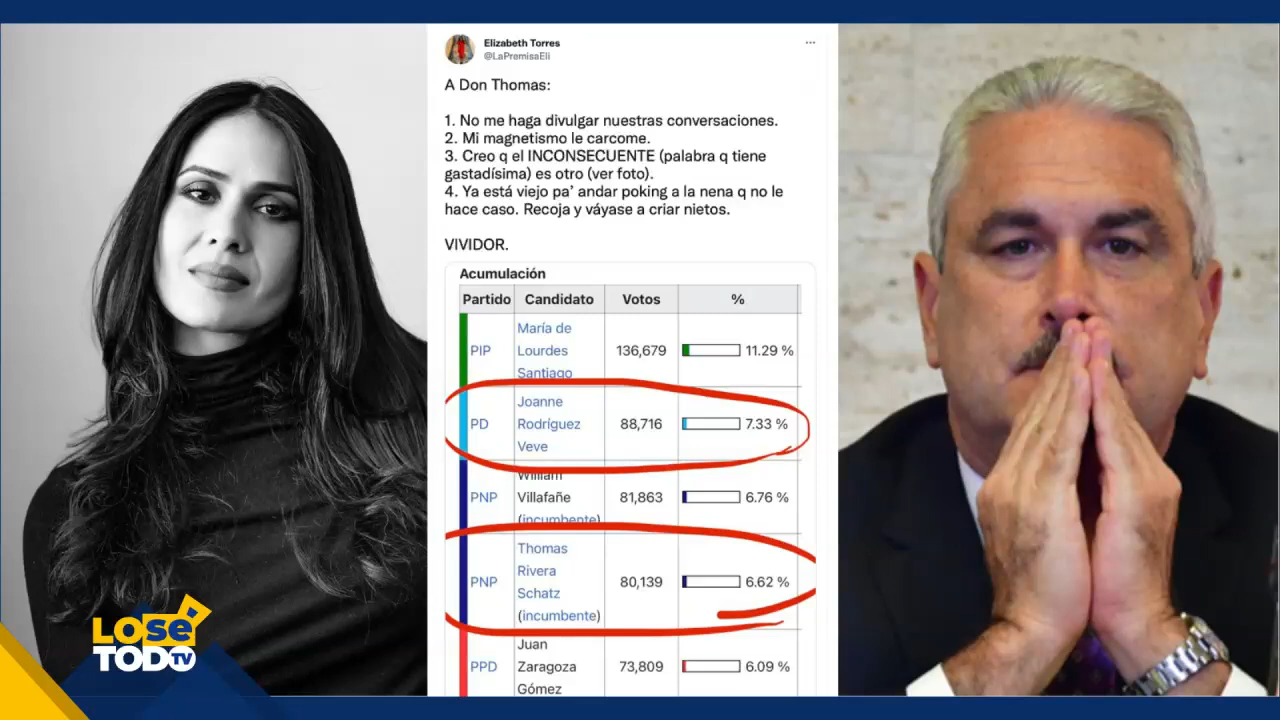 Elizabeth Torres
@LaPremisaEli
A Don Thomas:
1. No me haga divulgar nuestras conversaciones.
2. Mi magnetismo le carcome.
3. Creo q el INCONSECUENTE (palabra q tiene
gastadísima) es otro (ver foto).
4. Ya está viejo pa’ andar poking a la nena q no le
hace caso. Recoja y váyase a criar nietos.
VIVIDOR.
Acumulación
Partido Candidato Votos %
PIP María de Lourdes Santiago 136,679 11.29 %
PD Joanne Rodríguez Veve 88,716 7.33 %
PNP William Villafañe (incumbente) 81,863 6.76 %
PNP Thomas Rivera Schatz (incumbente) 80,139 6.62 %
PPD Juan Zaragoza Gómez 73,809 6.09 %
LO sé
TODO TV